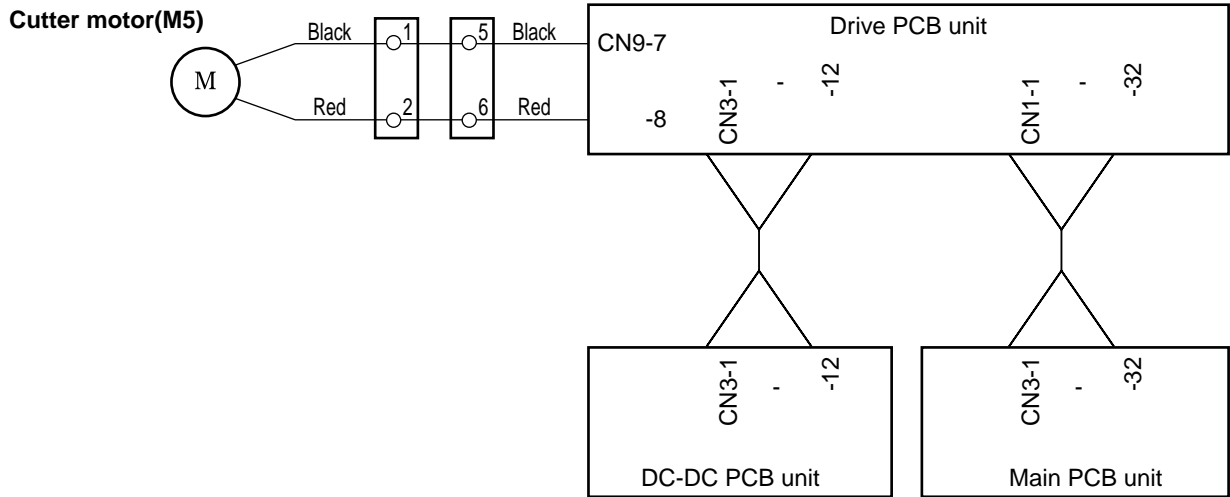 Cutter motor(M5)
M
Black 1 5 Black
Red 2 6 Red
CN9-7
-8
Drive PCB unit
CN3-1 - -12
CN1-1 - -32
CN3-1 - -12
DC-DC PCB unit
CN3-1 - -32
Main PCB unit